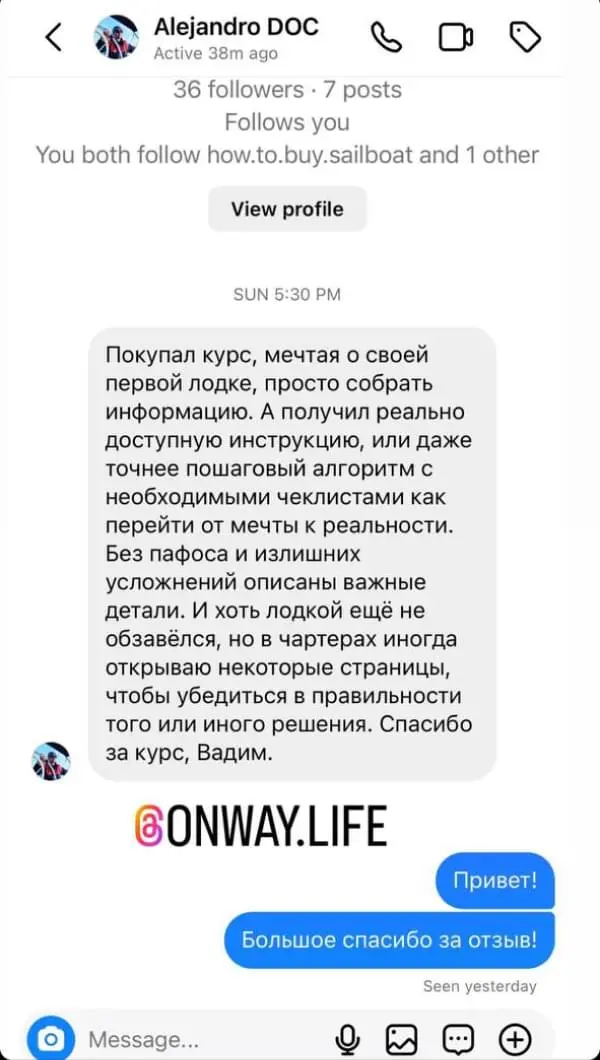 Alejandro DOC
Active 38m ago
36 followers · 7 posts
Follows you
You both follow how.to.buy.sailboat and 1 other
View profile
SUN 5:30 PM
Покупал курс, мечтая о своей
первой лодке, просто собрать
информацию. А получил реально
доступную инструкцию, или даже
точнее пошаговый алгоритм с
необходимыми чеклистами как
перейти от мечты к реальности.
Без пафоса и излишних
усложнений описаны важные
детали. И хоть лодкой ещё не
обзавёлся, но в чартерах иногда
открываю некоторые страницы,
чтобы убедиться в правильности
того или иного решения. Спасибо
за курс, Вадим.
@ONWAY.LIFE
Привет!
Большое спасибо за отзыв!
Seen yesterday
Message...